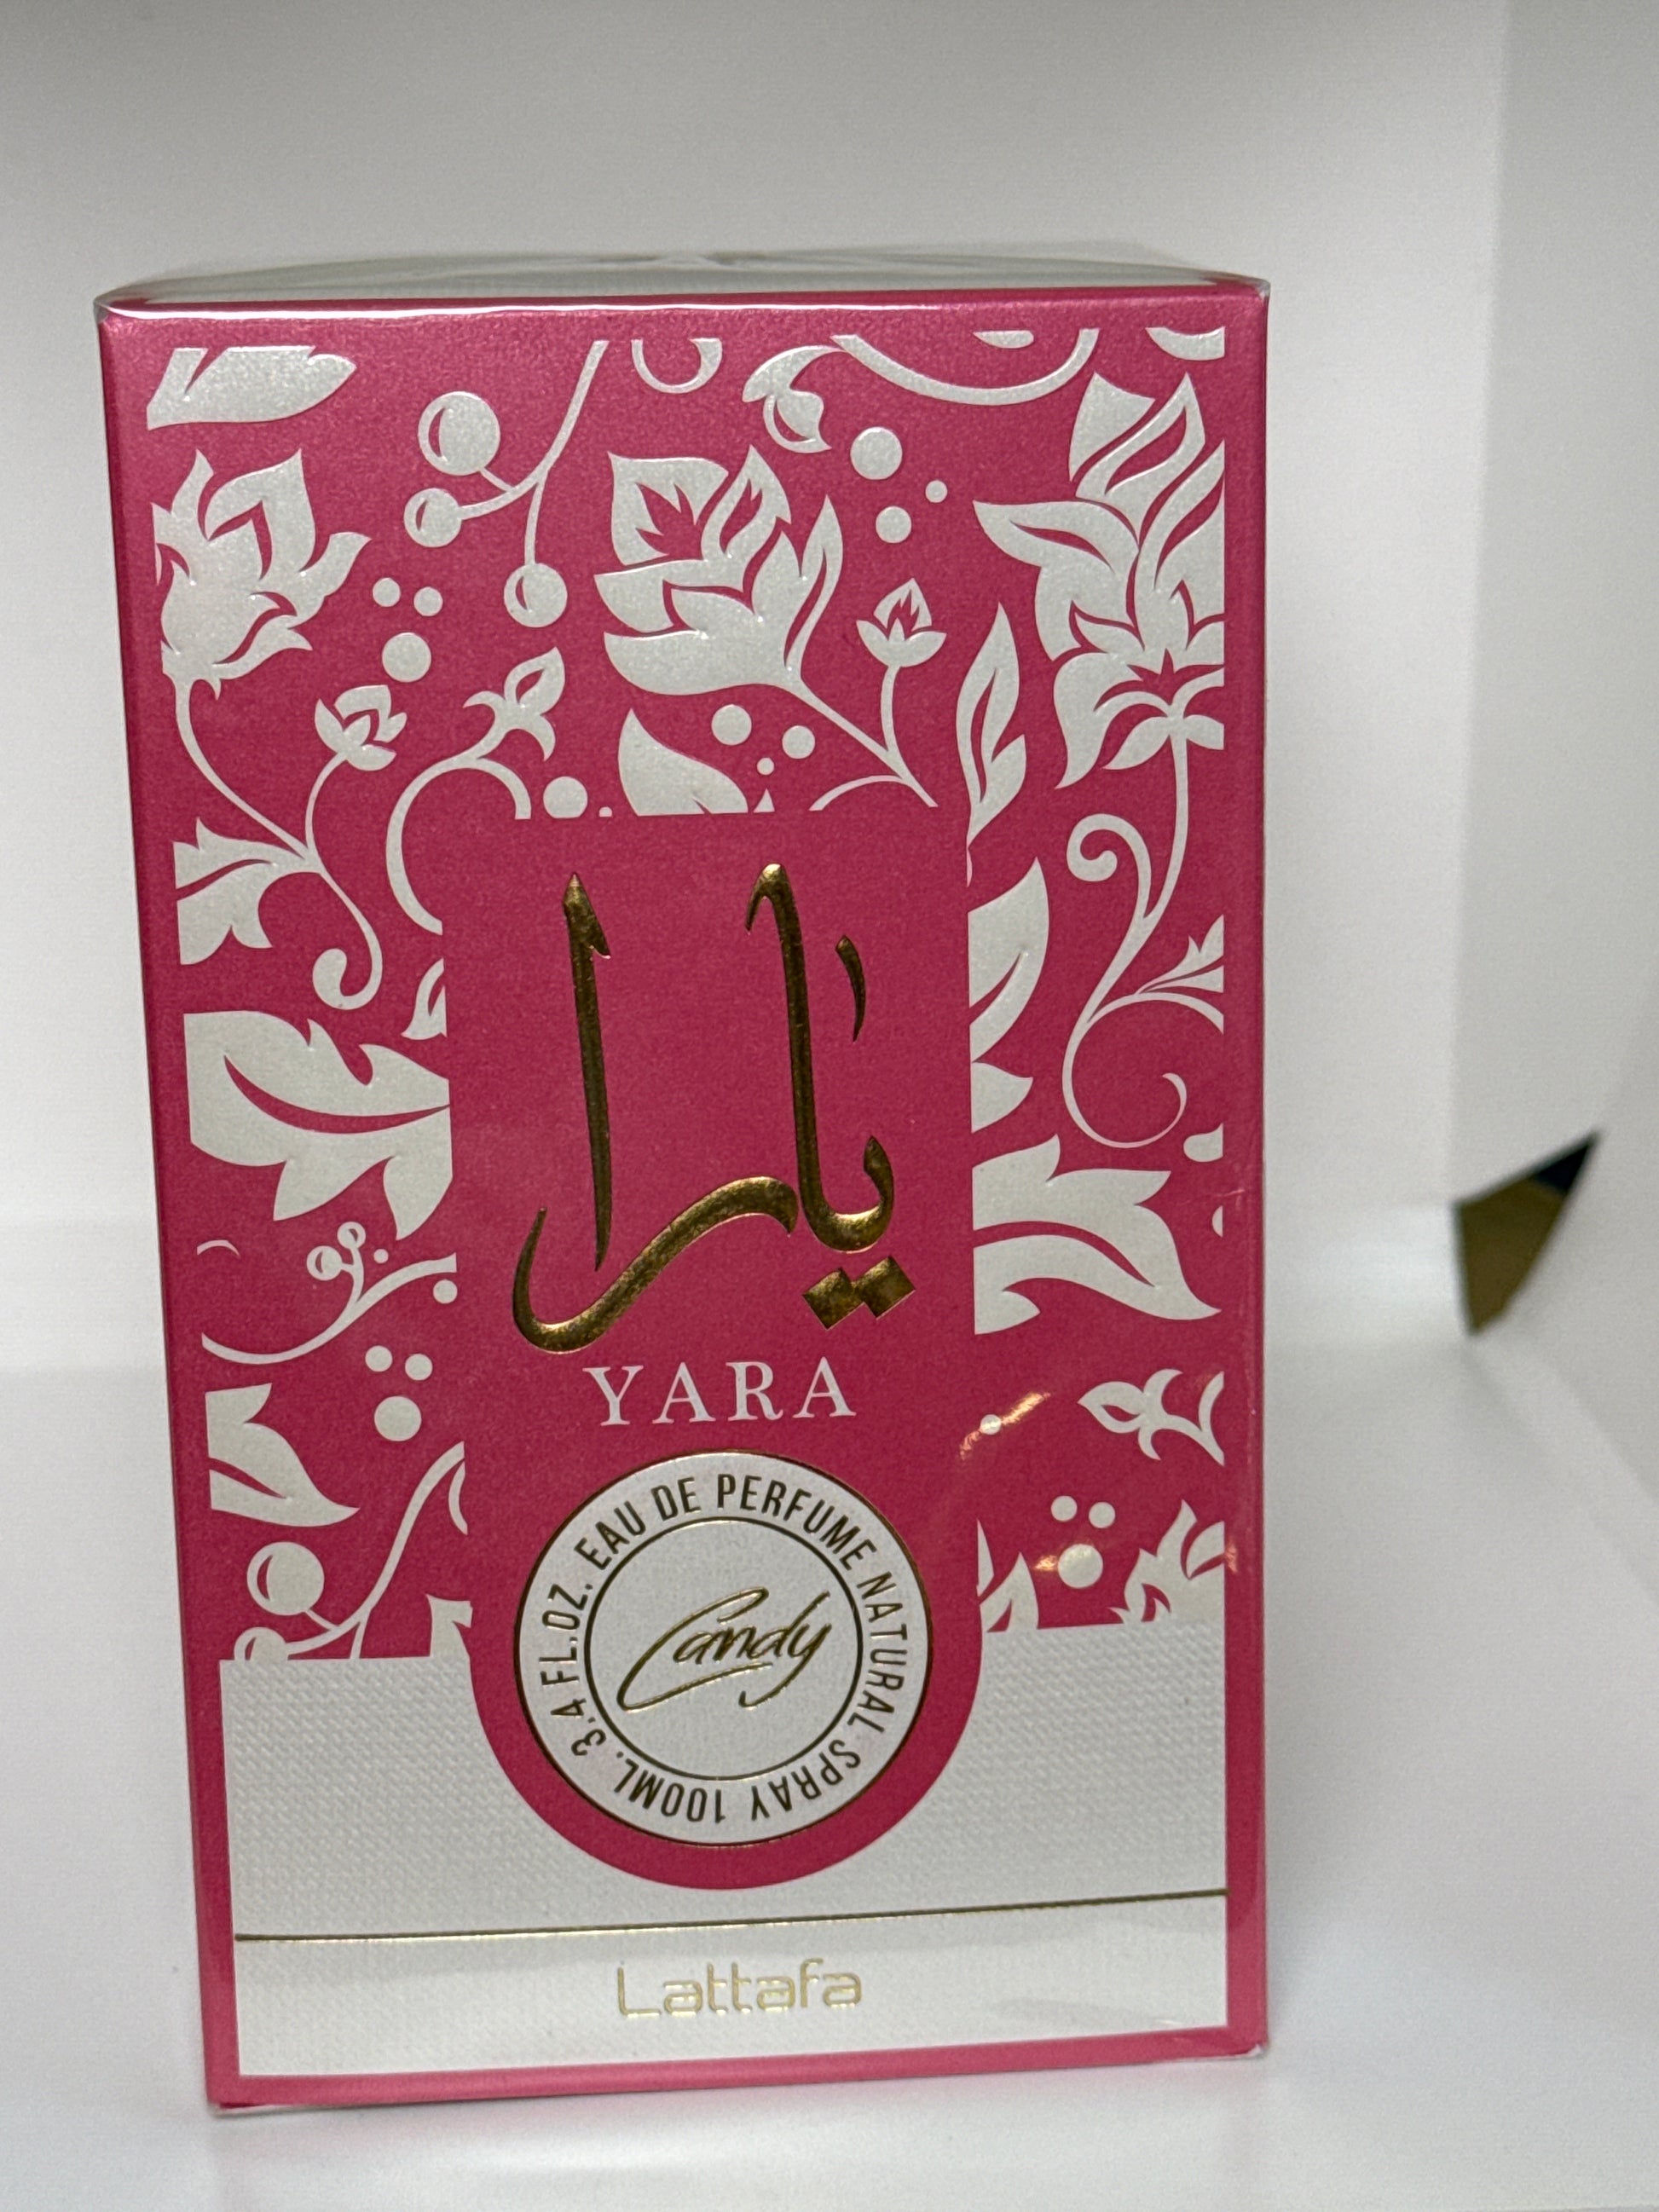 يارا
YARA
EAU DE PERFUME NATURAL SPRAY 100ML. 3.4 FL.OZ.
Candy
Lattafa